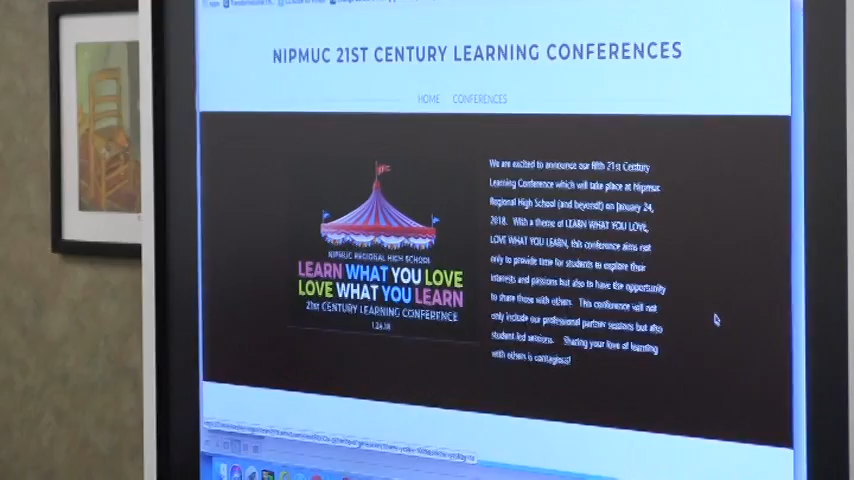 NIPMUC 21ST CENTURY LEARNING CONFERENCES
HOME CONFERENCES
NIPMUC REGIONAL HIGH SCHOOL
LEARN WHAT YOU LOVE
LOVE WHAT YOU LEARN
21st CENTURY LEARNING CONFERENCE
1.24.18
We are excited to announce our fifth 21st Century
Learning Conference which will take place at Nipmuc
Regional High School (and beyond!) on January 24,
2018. With a theme of LEARN WHAT YOU LOVE,
LOVE WHAT YOU LEARN, this conference aims not
only to provide time for students to explore their
interests and passions but also to have the opportunity
to share those with others. This conference will not
only include our professional partner sessions but also
student led sessions. Sharing your love of learning
with others is contagious!